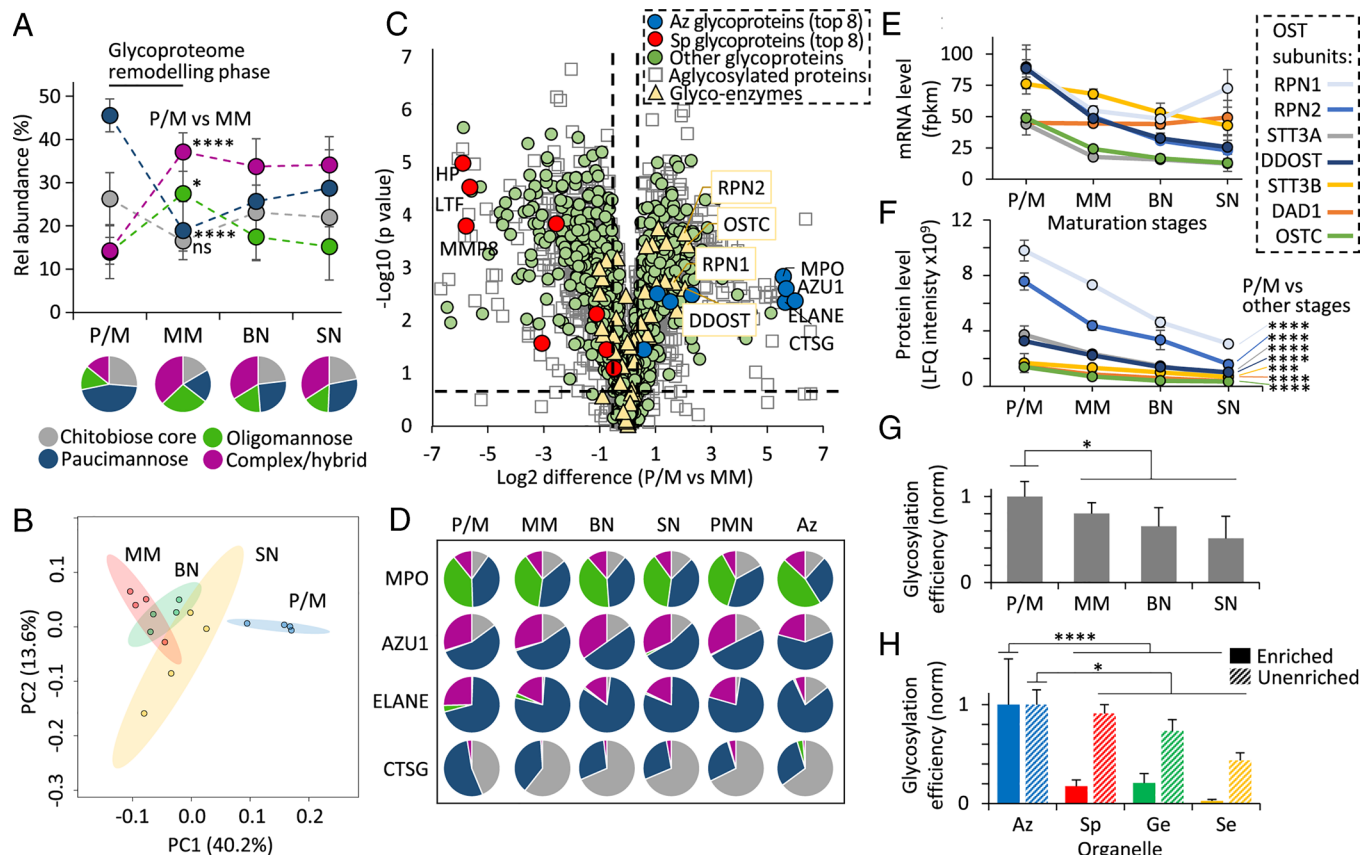 A
Glycoproteome
remodelling phase
P/M vs MM
****
*
****
ns
Rel abundance (%)
50
40
30
20
10
0
P/M MM BN SN
Chitobiose core
Oligomannose
Paucimannose
Complex/hybrid
B
MM
BN
SN
P/M
PC2 (13.6%)
0.1
0.0
-0.1
-0.2
-0.3
-0.1 0.0 0.1 0.2
PC1 (40.2%)
C
Az glycoproteins (top 8)
Sp glycoproteins (top 8)
Other glycoproteins
Aglycosylated proteins
Glyco-enzymes
-Log10 (p value)
7
6
5
4
3
2
1
0
HP
LTF
MMP8
RPN2
OSTC
RPN1
DDOST
MPO
AZU1
ELANE
CTSG
-7 -5 -3 -1 1 3 5 7
Log2 difference (P/M vs MM)
D
P/M MM BN SN PMN Az
MPO
AZU1
ELANE
CTSG
E
mRNA level
(fpkm)
100
75
50
25
0
P/M MM BN SN
Maturation stages
OST
subunits:
RPN1
RPN2
STT3A
DDOST
STT3B
DAD1
OSTC
F
Protein level
(LFQ intenisty x10⁹)
12
8
4
0
P/M MM BN SN
P/M vs
other stages
****
****
****
****
***
****
****
G
Glycosylation
efficiency (norm)
1
0
*
P/M MM BN SN
H
Glycosylation
efficiency (norm)
1
0
****
*
Enriched
Unenriched
Az Sp Ge Se
Organelle